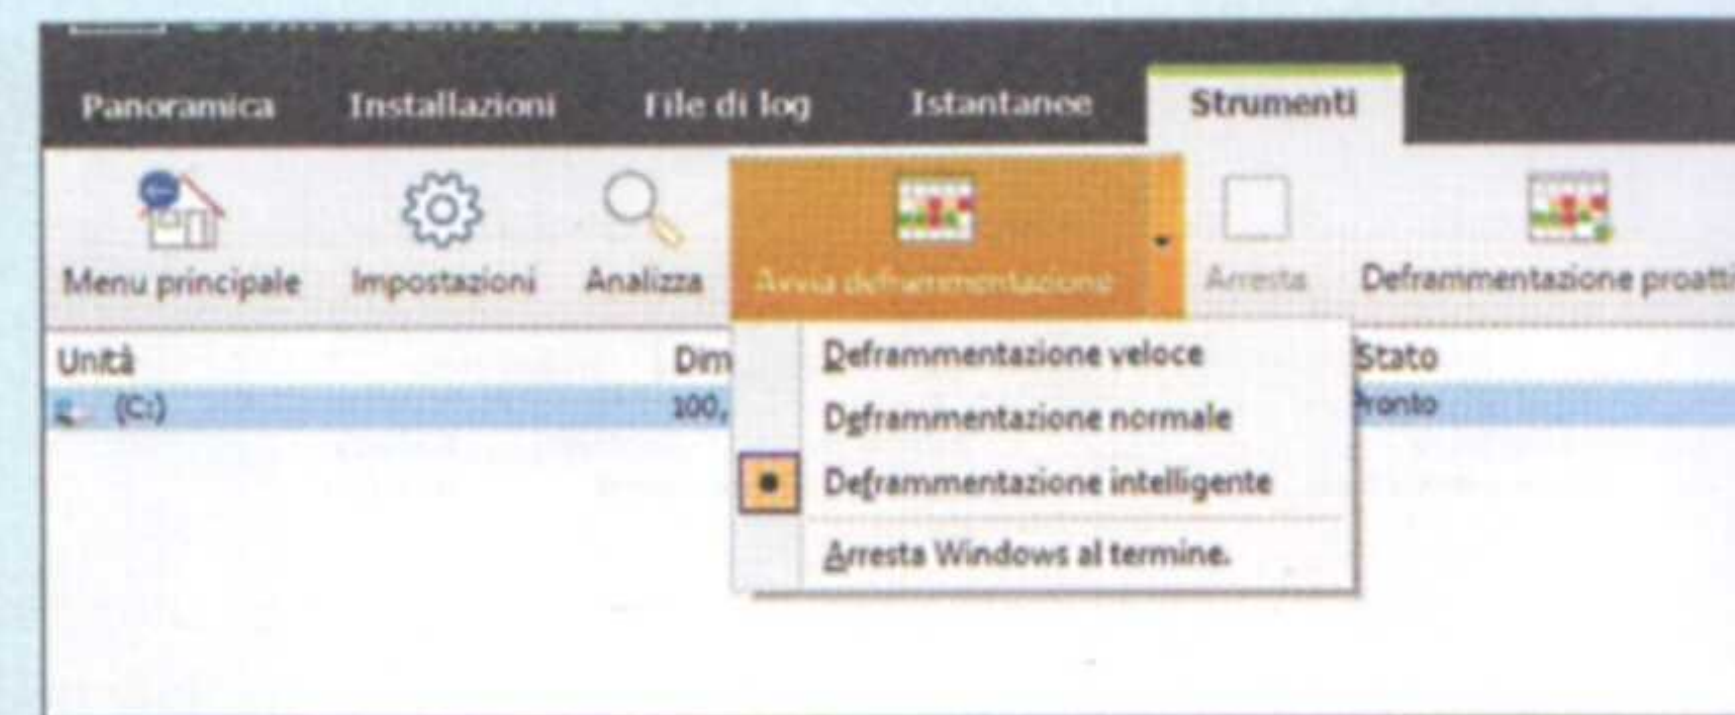 Panoramica Installazioni File di log Istantanee Strumenti
Menu principale Impostazioni Analizza Avvia deframmentazione Arresta Deframmentazione proatti
Unità Dim Stato
(C:) 100, Pronto
Deframmentazione veloce
Deframmentazione normale
Deframmentazione intelligente
Arresta Windows al termine.